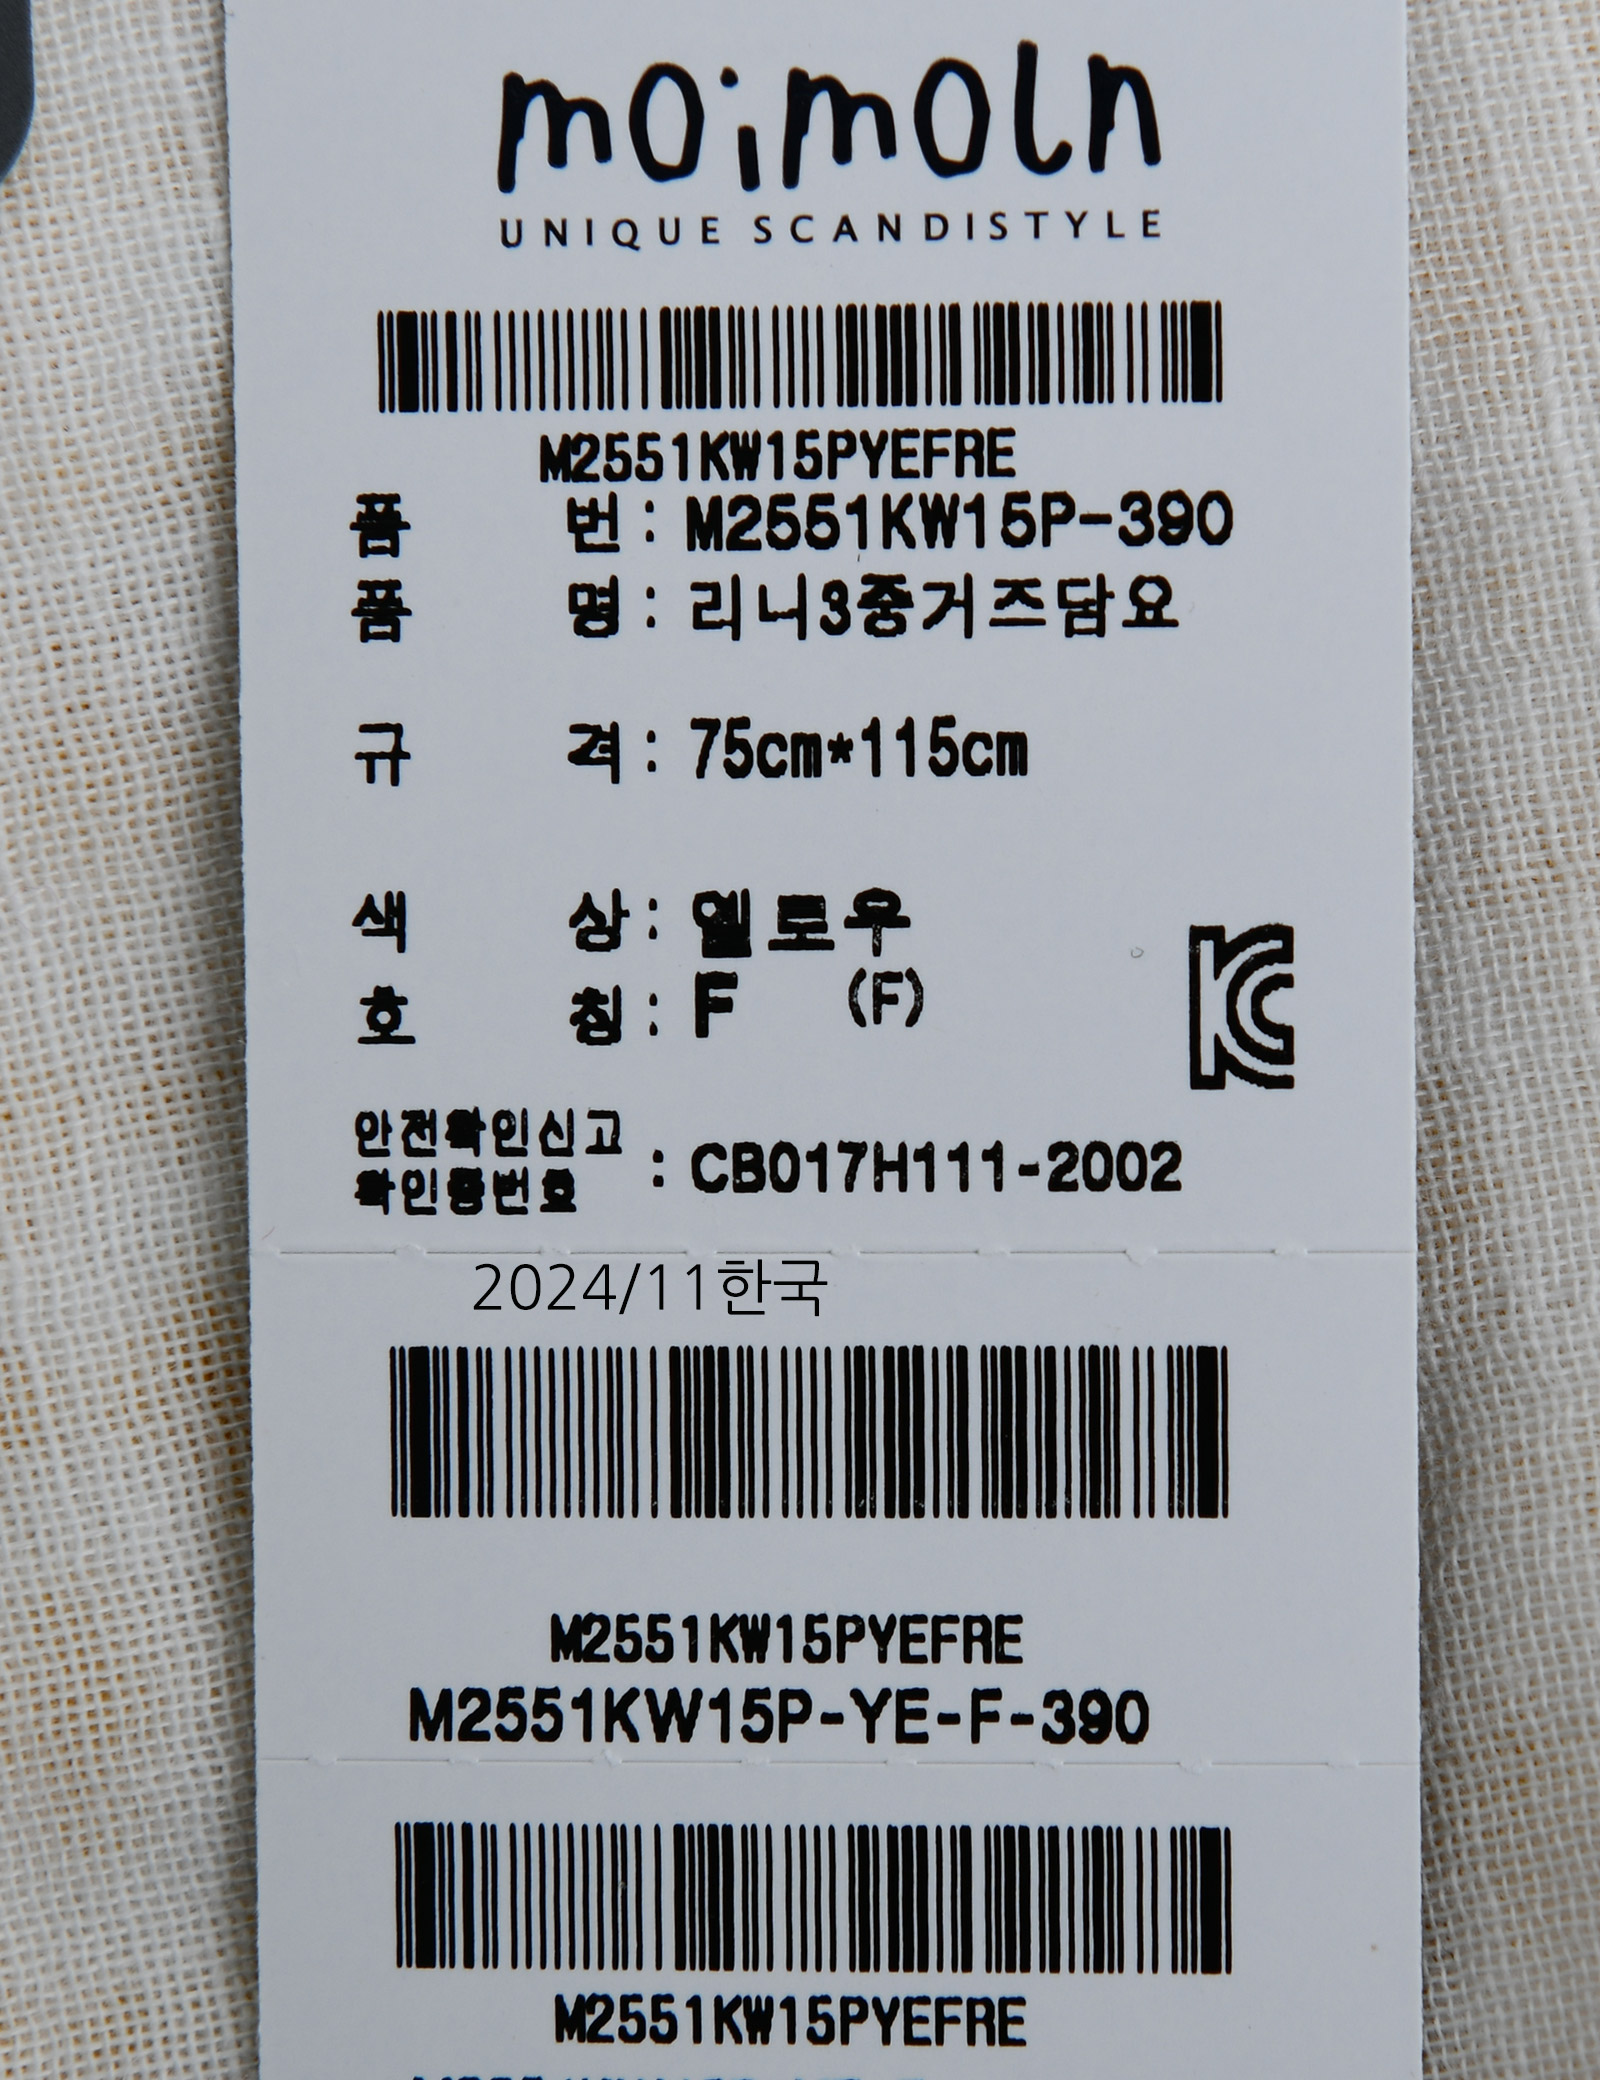 moimoln
UNIQUE SCANDISTYLE
M2551KW15PYEFRE
품 번 : M2551KW15P-390
품 명 : 리니3중거즈담요
규 격 : 75cm*115cm
색 상 : 옐로우
호 칭 : F (F)
KC
안전확인신고
확인증번호 : CB017H111-2002
2024/11한국
M2551KW15PYEFRE
M2551KW15P-YE-F-390
M2551KW15PYEFRE